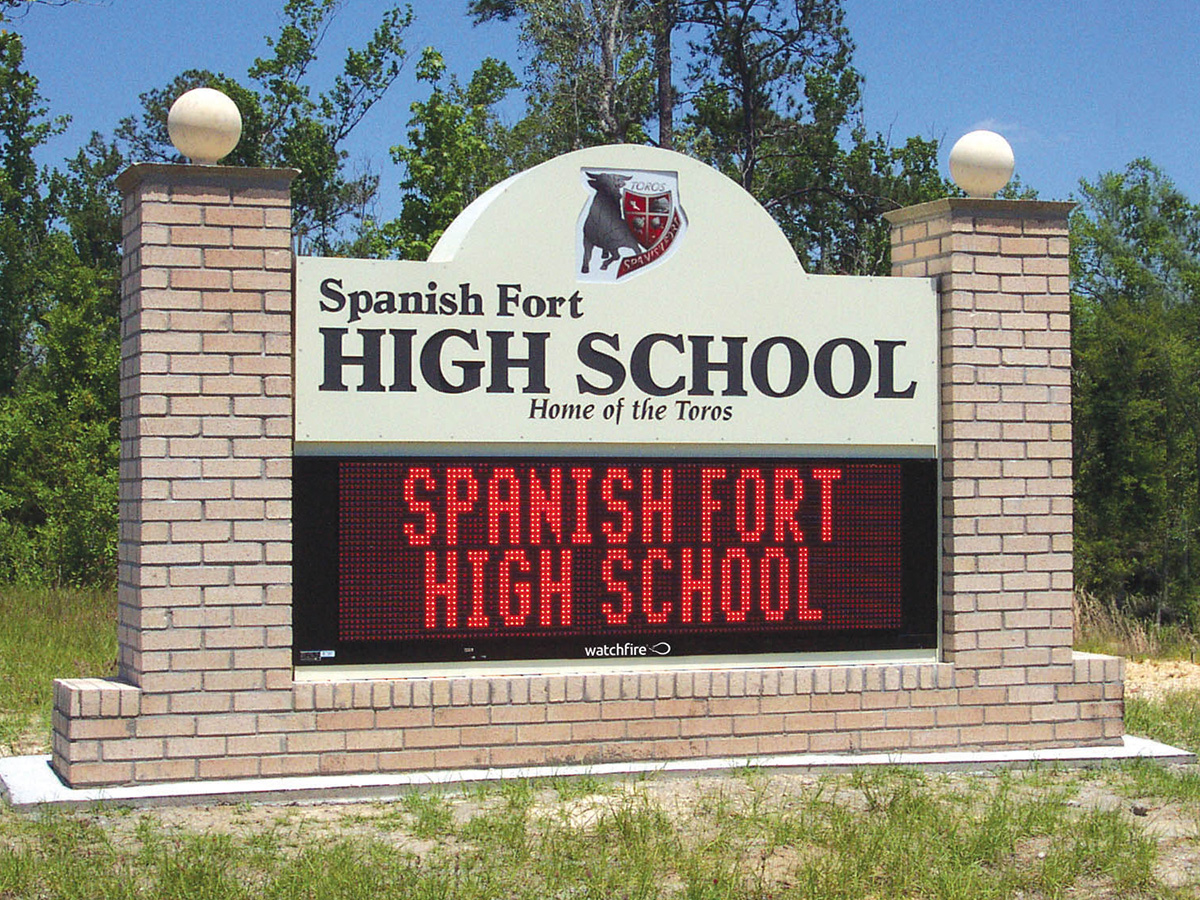 TOROS
SPANISH FORT
Spanish Fort
HIGH SCHOOL
Home of the Toros
SPANISH FORT
HIGH SCHOOL
watchfire